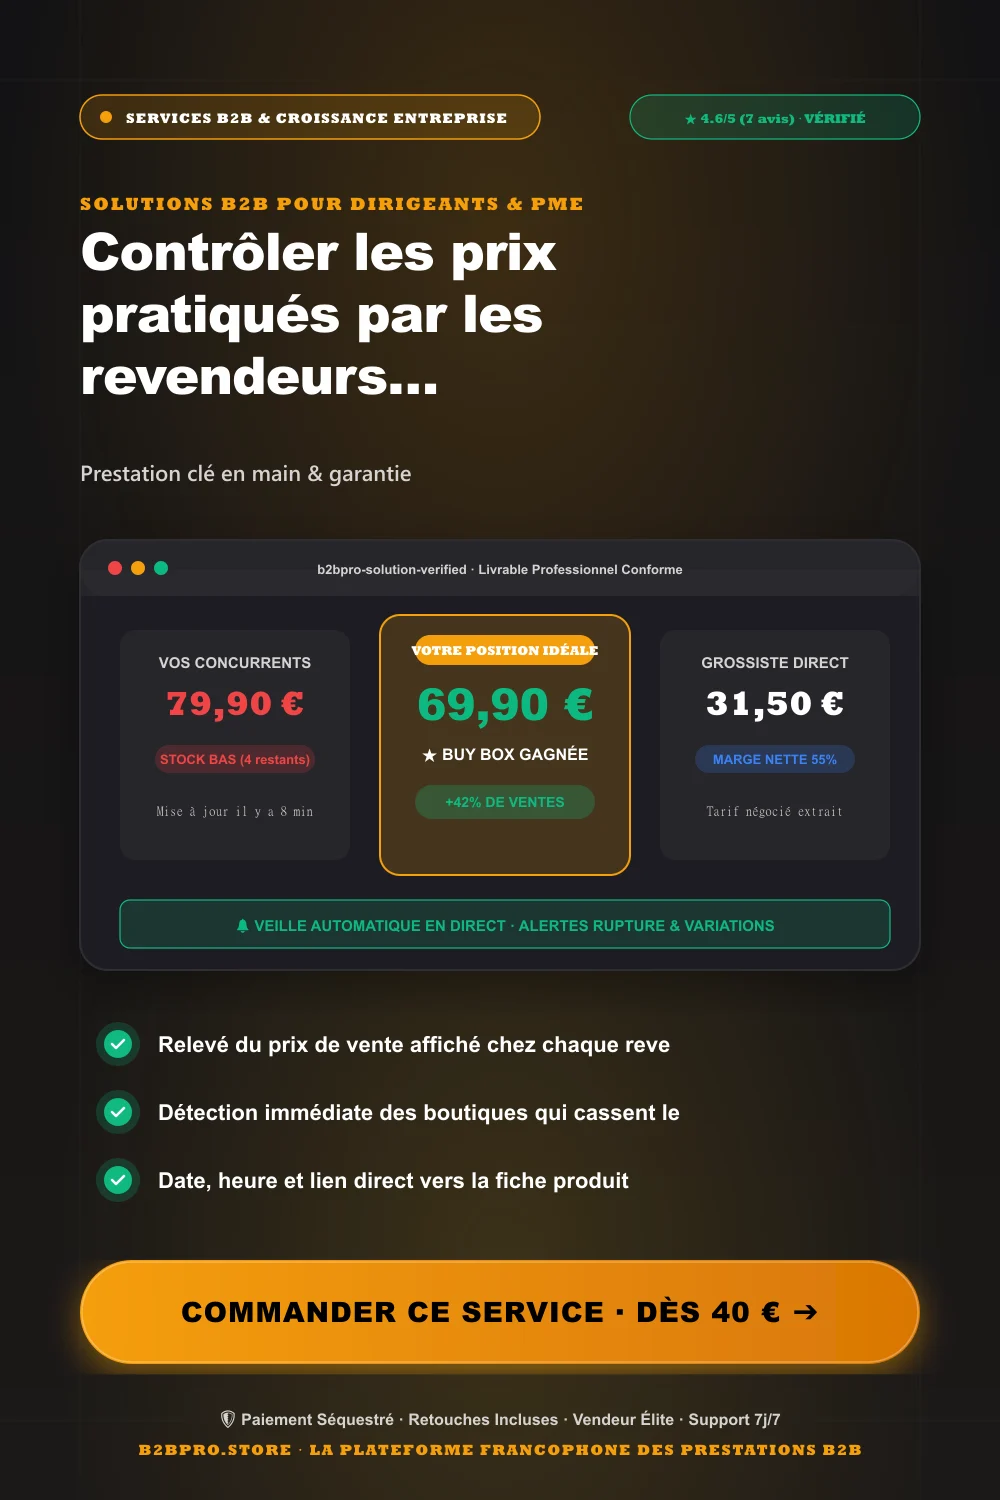 SERVICES B2B & CROISSANCE ENTREPRISE
★ 4.6/5 (7 avis) · VÉRIFIÉ
SOLUTIONS B2B POUR DIRIGEANTS & PME
Contrôler les prix
pratiqués par les
revendeurs...
Prestation clé en main & garantie
b2bpro-solution-verified · Livrable Professionnel Conforme
VOS CONCURRENTS
79,90 €
STOCK BAS (4 restants)
Mise à jour il y a 8 min
VOTRE POSITION IDÉALE
69,90 €
★ BUY BOX GAGNÉE
+42% DE VENTES
GROSSISTE DIRECT
31,50 €
MARGE NETTE 55%
Tarif négocié extrait
🔔 VEILLE AUTOMATIQUE EN DIRECT · ALERTES RUPTURE & VARIATIONS
Relevé du prix de vente affiché chez chaque reve
Détection immédiate des boutiques qui cassent le
Date, heure et lien direct vers la fiche produit
COMMANDER CE SERVICE · DÈS 40 € →
🛡 Paiement Séquestré · Retouches Incluses · Vendeur Élite · Support 7j/7
B2BPRO.STORE · LA PLATEFORME FRANCOPHONE DES PRESTATIONS B2B